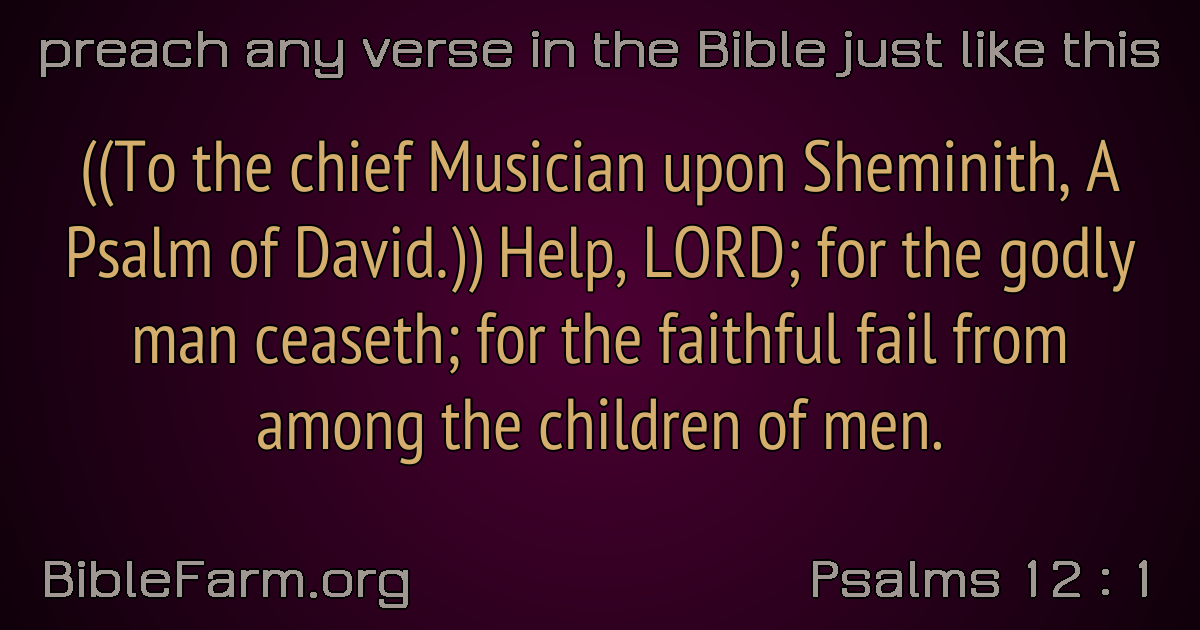 preach any verse in the Bible just like this
((To the chief Musician upon Sheminith, A
Psalm of David.)) Help, LORD; for the godly
man ceaseth; for the faithful fail from
among the children of men.
BibleFarm.org
Psalms 12 : 1